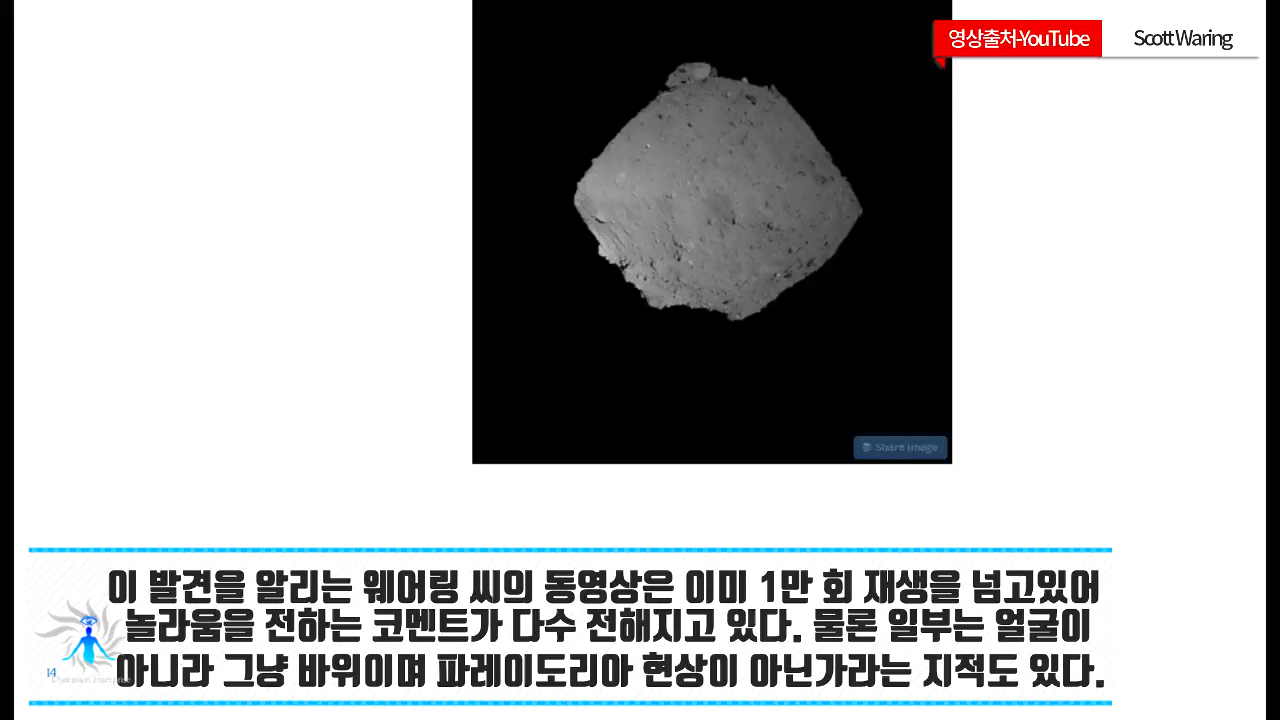 영상출처-YouTube Scott Waring
Share Image
이 발견을 알리는 웨어링 씨의 동영상은 이미 1만 회 재생을 넘고있어
놀라움을 전하는 코멘트가 다수 전해지고 있다. 물론 일부는 얼굴이
아니라 그냥 바위이며 파레이도리아 현상이 아닌가라는 지적도 있다.
14